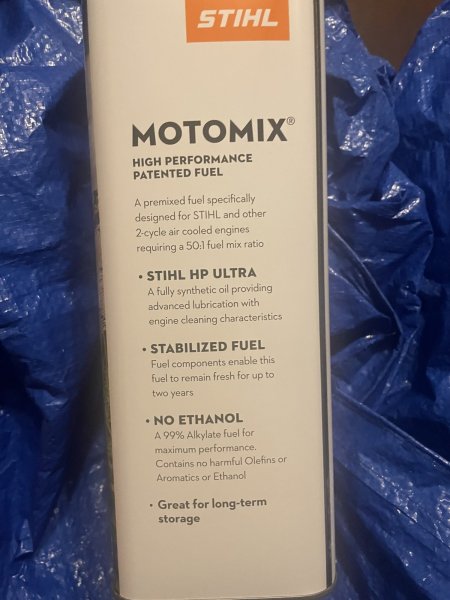 STIHL
MOTOMIX®
HIGH PERFORMANCE
PATENTED FUEL
A premixed fuel specifically
designed for STIHL and other
2-cycle air cooled engines
requiring a 50:1 fuel mix ratio
• STIHL HP ULTRA
A fully synthetic oil providing
advanced lubrication with
engine cleaning characteristics
• STABILIZED FUEL
Fuel components enable this
fuel to remain fresh for up to
two years
• NO ETHANOL
A 99% Alkylate fuel for
maximum performance.
Contains no harmful Olefins or
Aromatics or Ethanol
• Great for long-term
storage